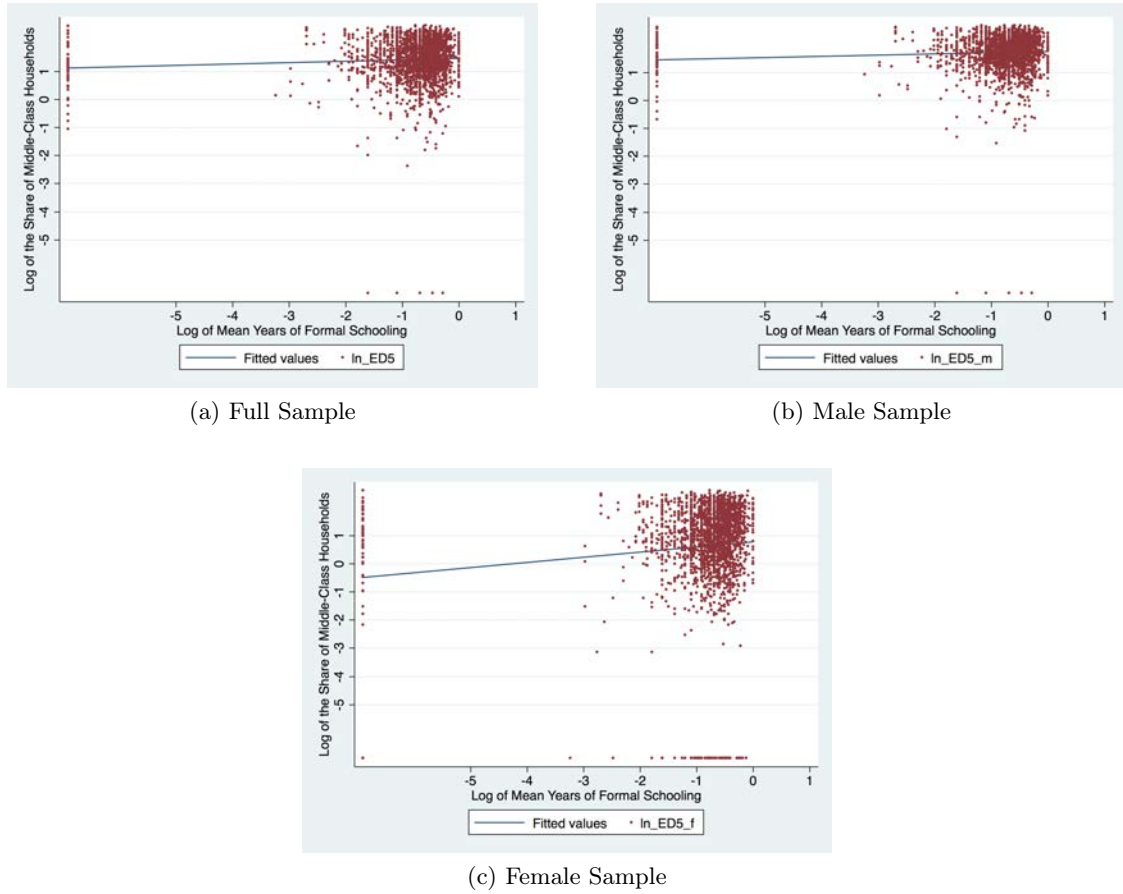 Log of the Share of Middle-Class Households
1
0
-1
-2
-3
-4
-5
-5 -4 -3 -2 -1 0 1
Log of Mean Years of Formal Schooling
Fitted values ln_ED5
(a) Full Sample
Log of the Share of Middle-Class Households
1
0
-1
-2
-3
-4
-5
-5 -4 -3 -2 -1 0 1
Log of Mean Years of Formal Schooling
Fitted values ln_ED5_m
(b) Male Sample
Log of the Share of Middle-Class Households
1
0
-1
-2
-3
-4
-5
-5 -4 -3 -2 -1 0 1
Log of Mean Years of Formal Schooling
Fitted values ln_ED5_f
(c) Female Sample